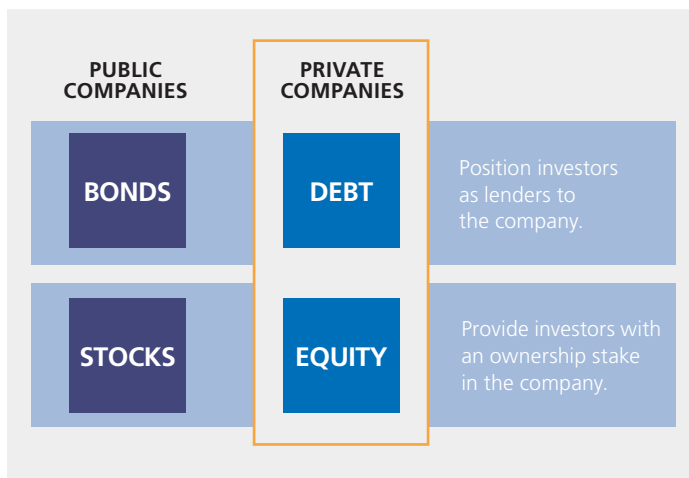 PUBLIC
COMPANIES
PRIVATE
COMPANIES
BONDS
DEBT
Position investors
as lenders to
the company.
STOCKS
EQUITY
Provide investors with
an ownership stake
in the company.